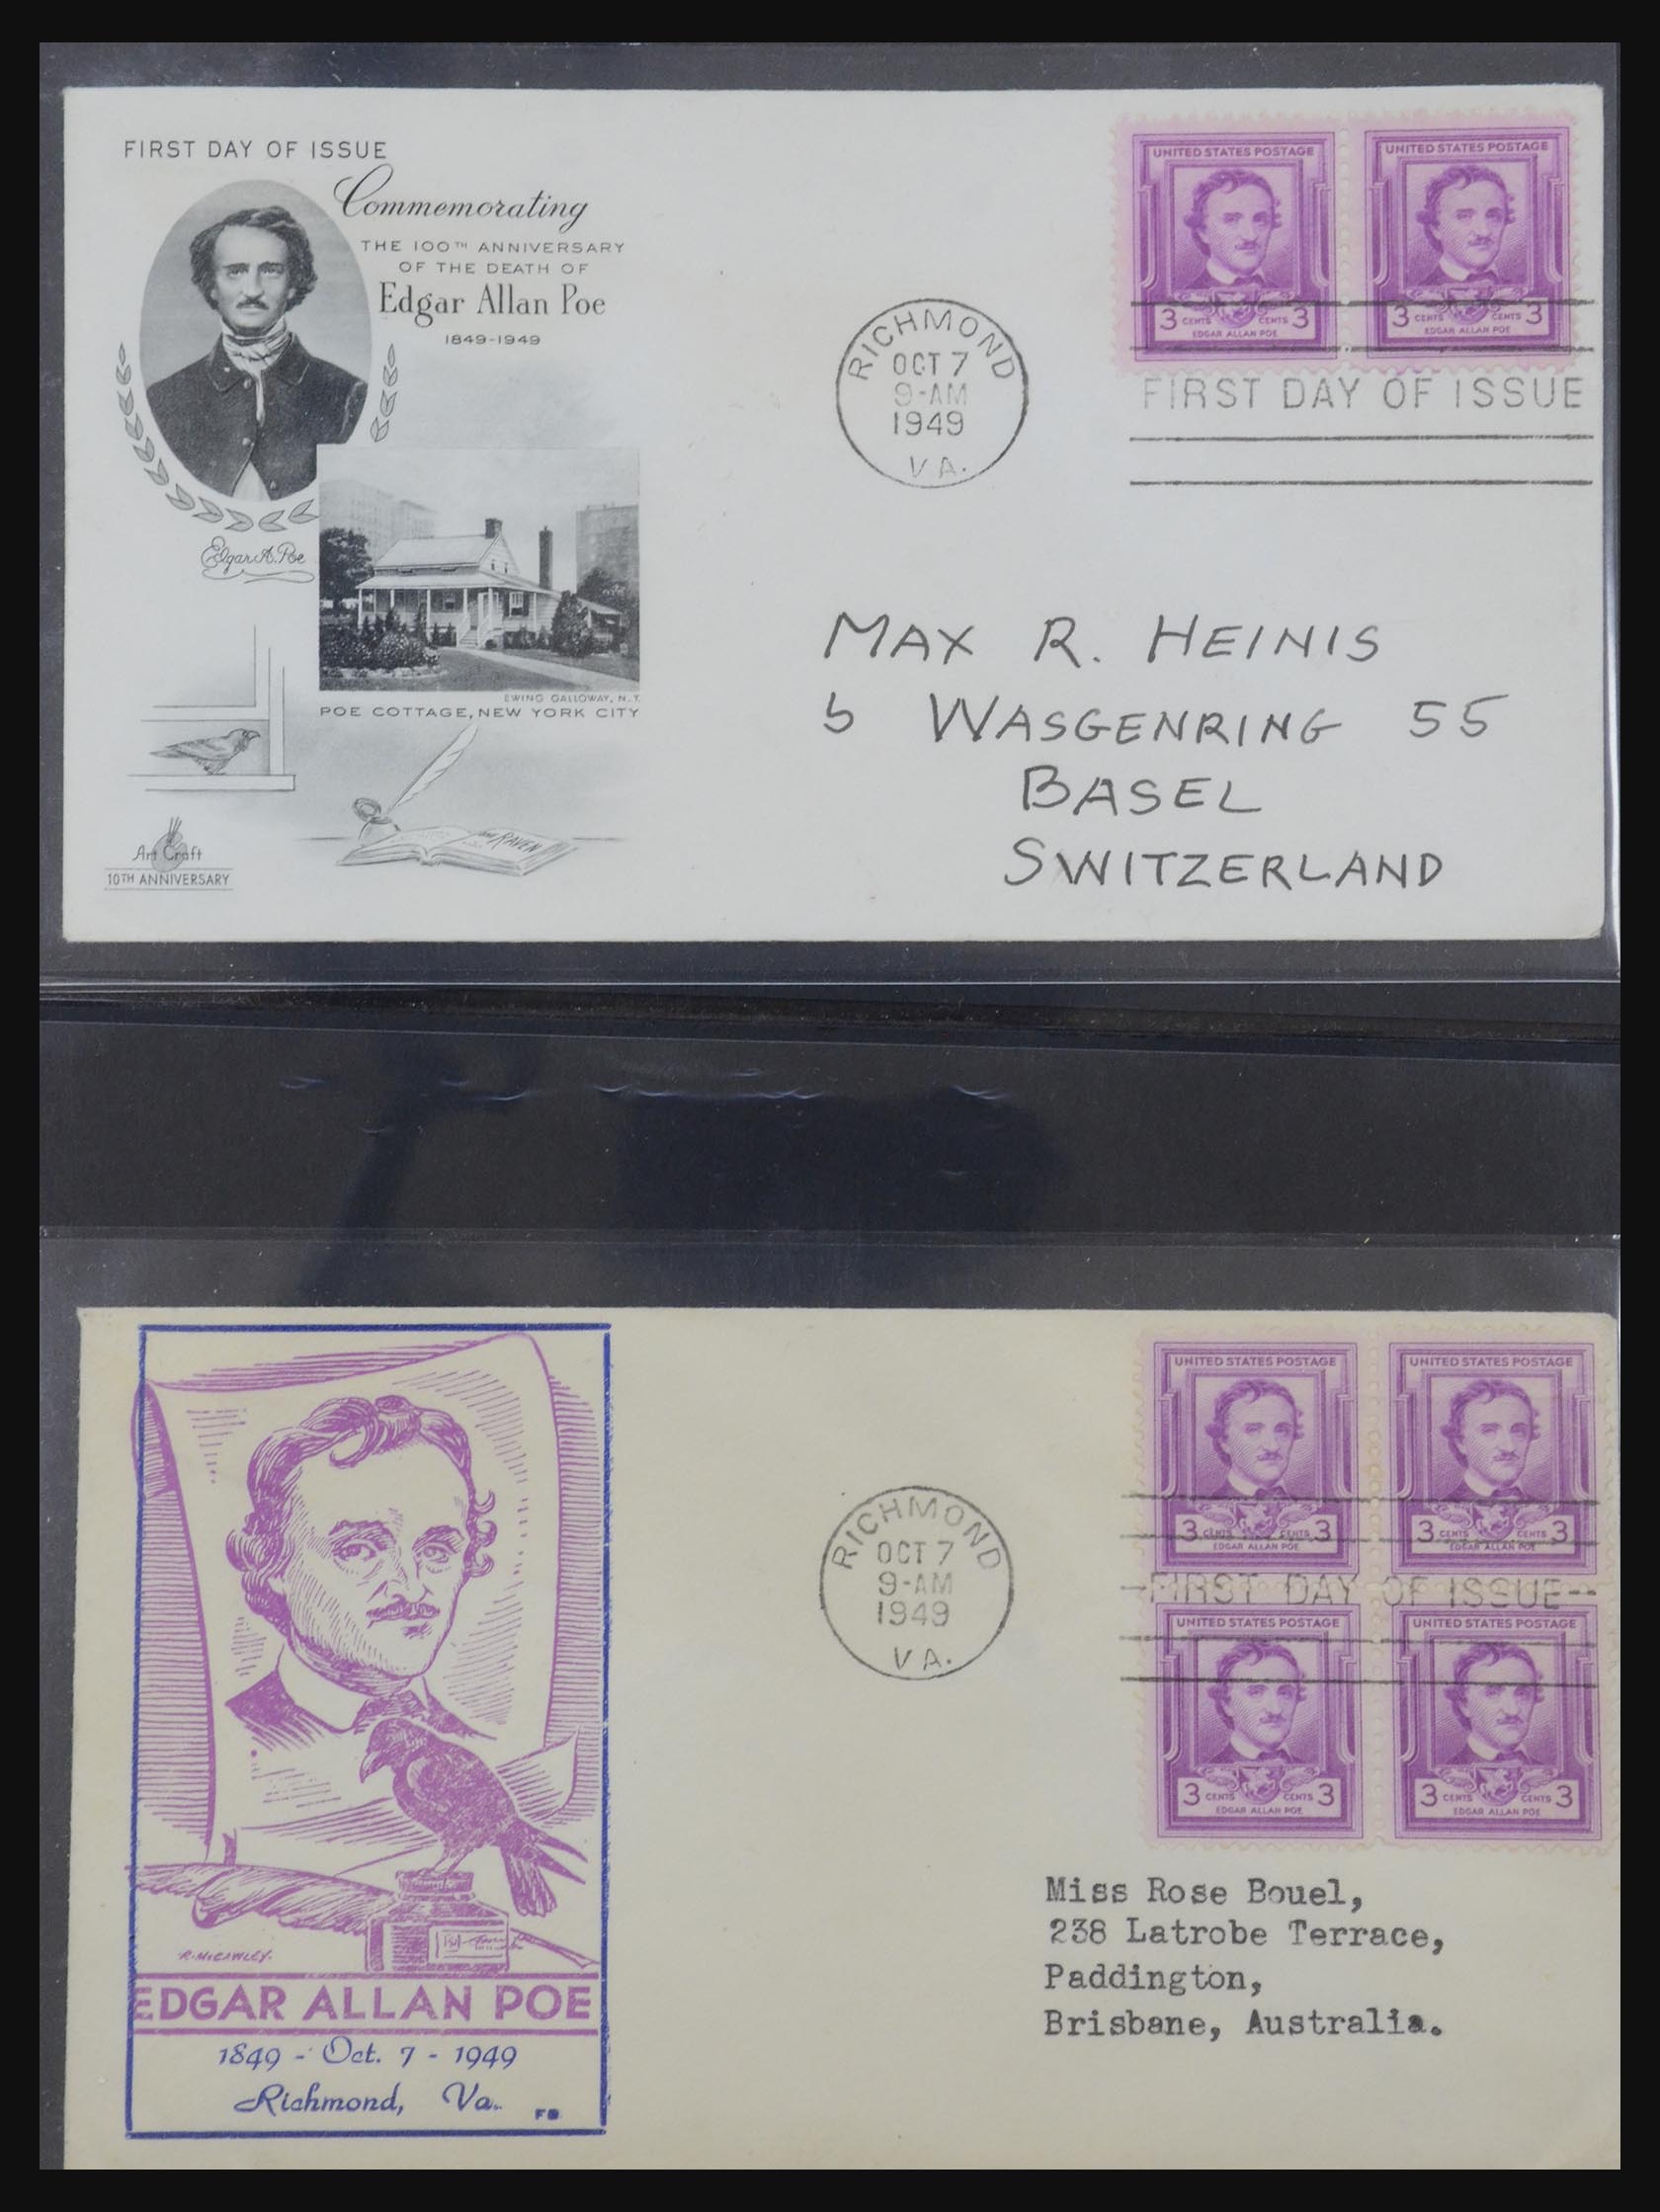 FIRST DAY OF ISSUE
Commemorating
THE 100TH ANNIVERSARY
OF THE DEATH OF
Edgar Allan Poe
1849-1949
Edgar A. Poe
EWING GALLOWAY, N.Y.
POE COTTAGE, NEW YORK CITY
THE RAVEN
Art Craft
10TH ANNIVERSARY
RICHMOND
OCT 7
9-AM
1949
VA.
UNITED STATES POSTAGE
3 CENTS CENTS 3
EDGAR ALLAN POE
UNITED STATES POSTAGE
3 CENTS CENTS 3
EDGAR ALLAN POE
FIRST DAY OF ISSUE
MAX R. HEINIS
5 WASGENRING 55
BASEL
SWITZERLAND
R. McCAWLEY.
EDGAR ALLAN POE
1849 - Oct. 7 - 1949
Richmond, Va.
RICHMOND
OCT 7
9-AM
1949
VA.
UNITED STATES POSTAGE
3 CENTS CENTS 3
EDGAR ALLAN POE
UNITED STATES POSTAGE
3 CENTS CENTS 3
EDGAR ALLAN POE
-FIRST DAY OF ISSUE--
UNITED STATES POSTAGE
3 CENTS CENTS 3
EDGAR ALLAN POE
UNITED STATES POSTAGE
3 CENTS CENTS 3
EDGAR ALLAN POE
Miss Rose Bouel,
238 Latrobe Terrace,
Paddington,
Brisbane, Australia.